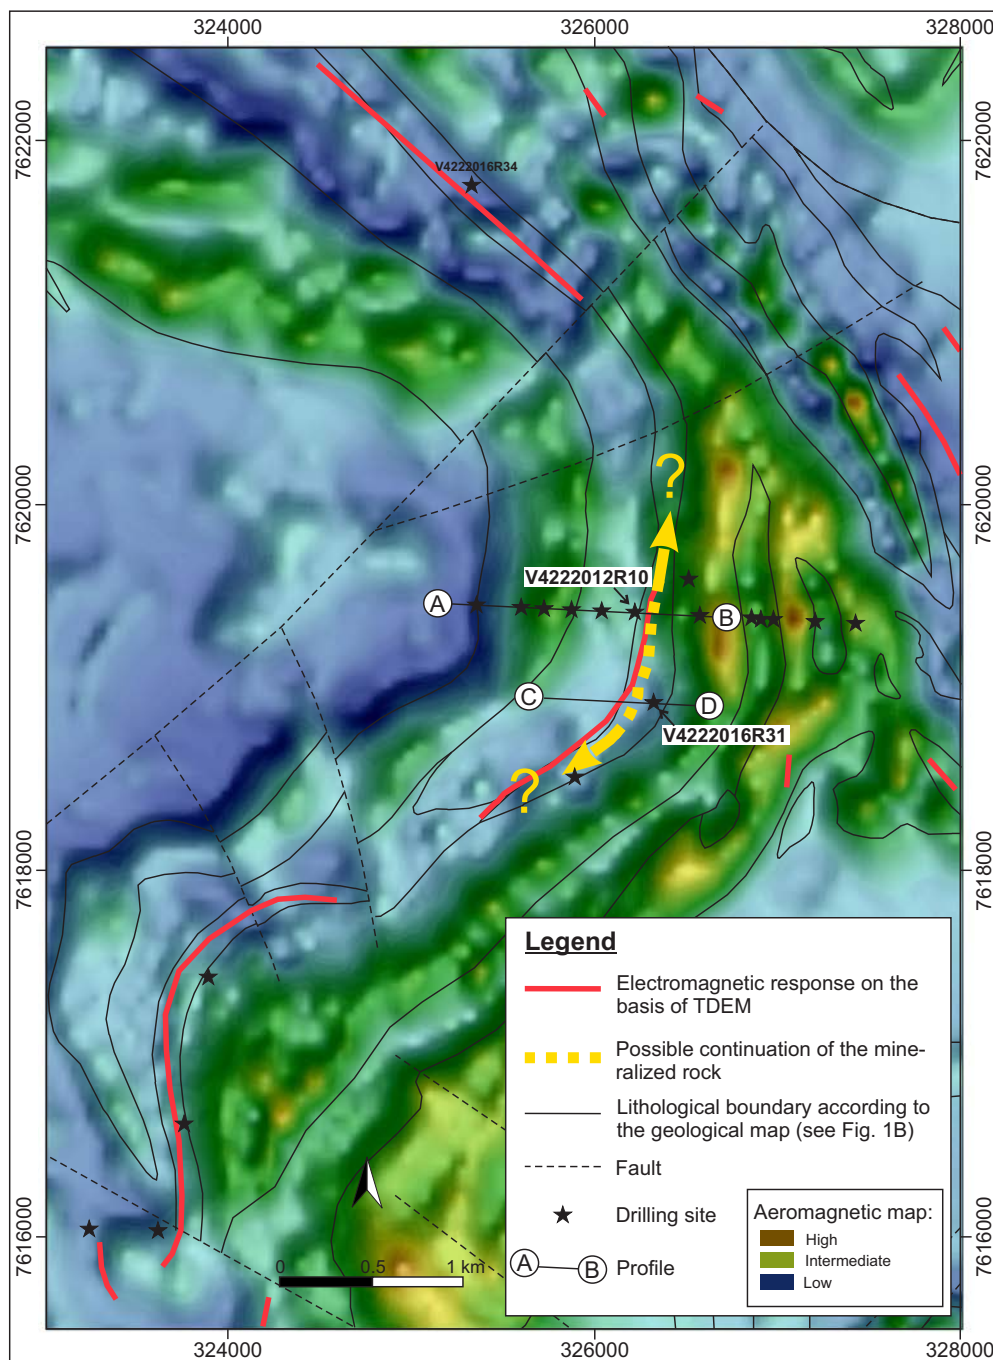 324000
326000
328000
7622000
7622000
V4222016R34
?
7620000
7620000
V4222012R10
A
B
C
D
V4222016R31
?
7618000
7618000
Legend
Electromagnetic response on the
basis of TDEM
Possible continuation of the mine-
ralized rock
Lithological boundary according to
the geological map (see Fig. 1B)
Fault
Drilling site
A
B
Profile
Aeromagnetic map:
High
Intermediate
Low
7616000
7616000
0
0.5
1 km
324000
326000
328000